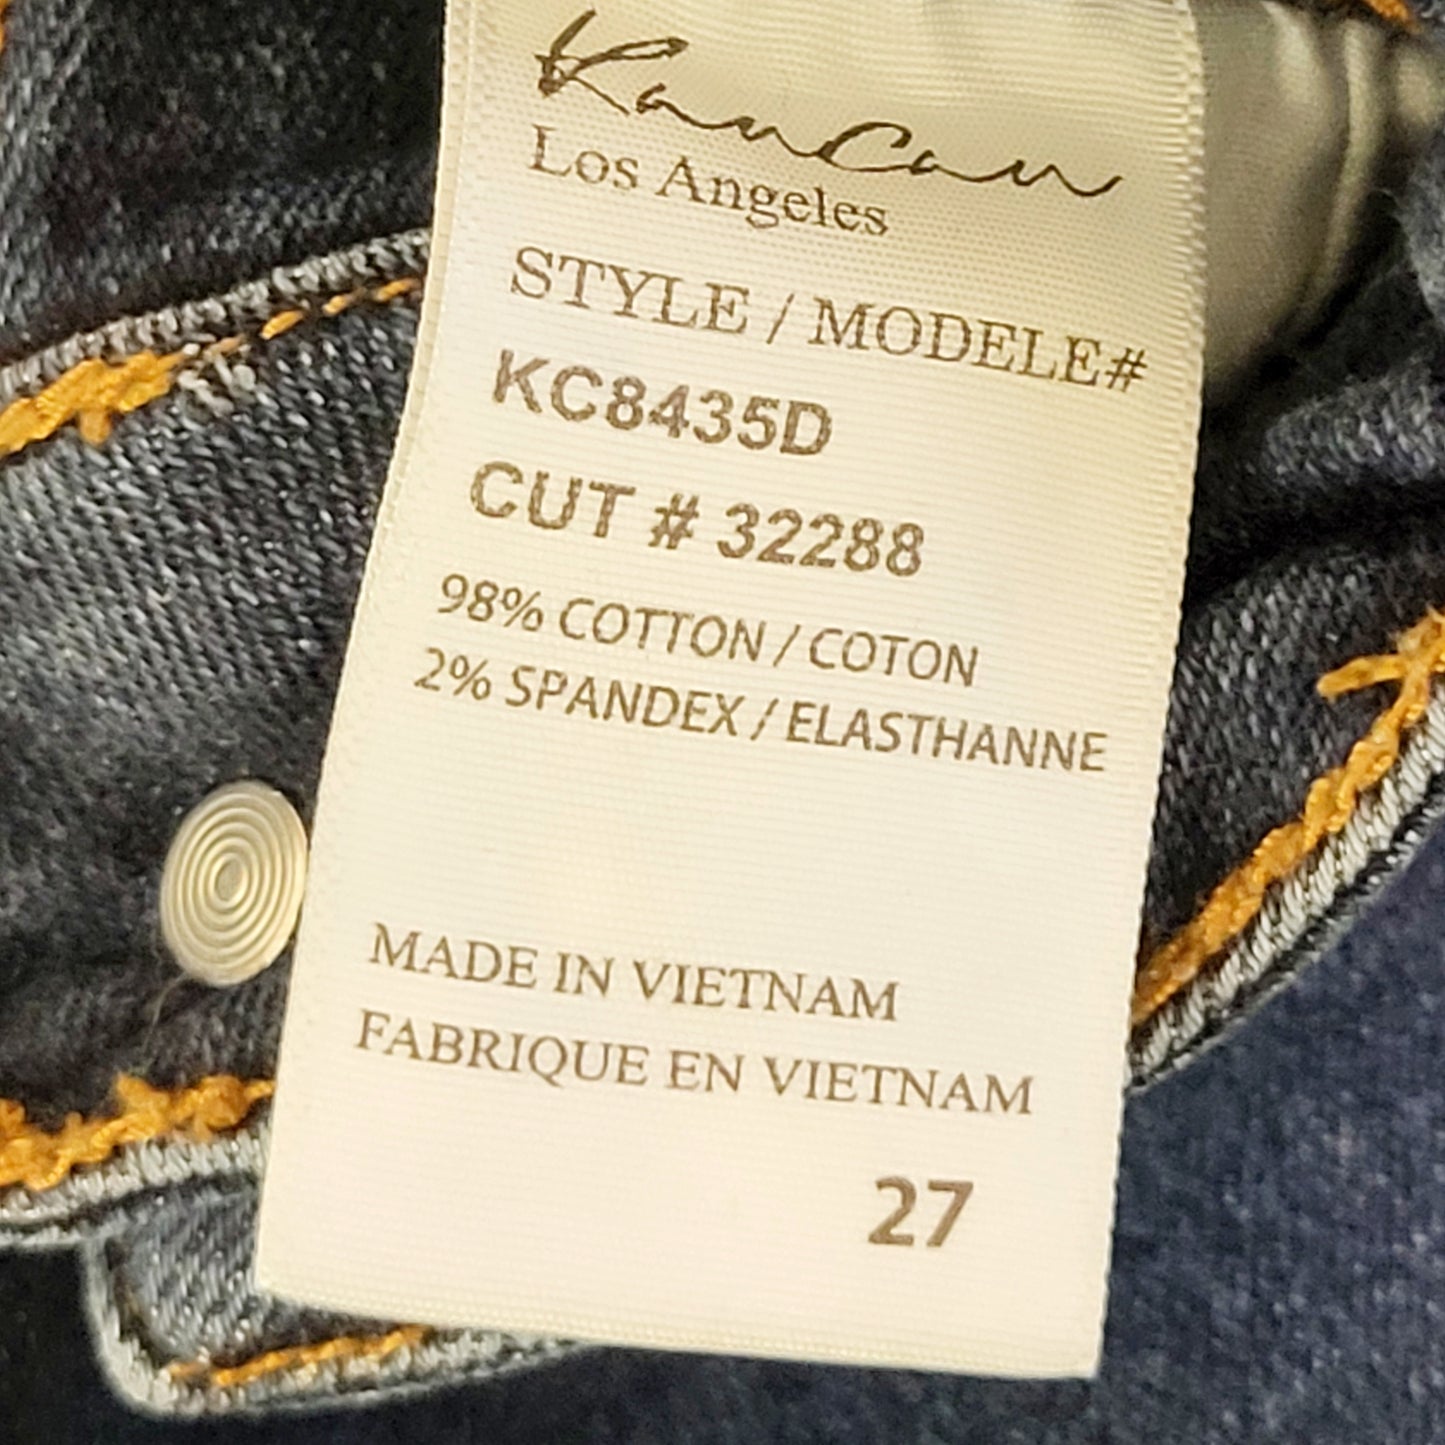 KanCan
Los Angeles
STYLE / MODELE#
KC8435D
CUT # 32288
98% COTTON / COTON
2% SPANDEX / ELASTHANNE
MADE IN VIETNAM
FABRIQUE EN VIETNAM
27